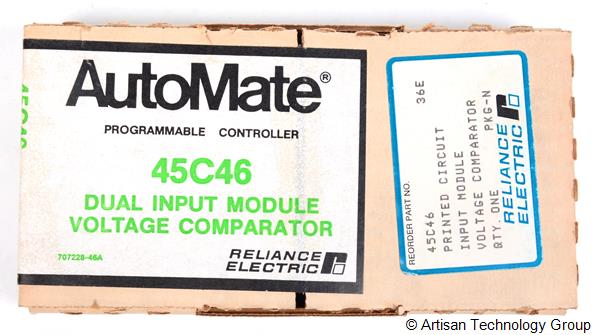 AutoMate®
PROGRAMMABLE CONTROLLER
45C46
DUAL INPUT MODULE
VOLTAGE COMPARATOR
707228-46A
RELIANCE
ELECTRIC
45C46
REORDER PART NO.
36E
45C46
PRINTED CIRCUIT
INPUT MODULE
VOLTAGE COMPARATOR
QTY. ONE PKG-N
RELIANCE
ELECTRIC
© Artisan Technology Group